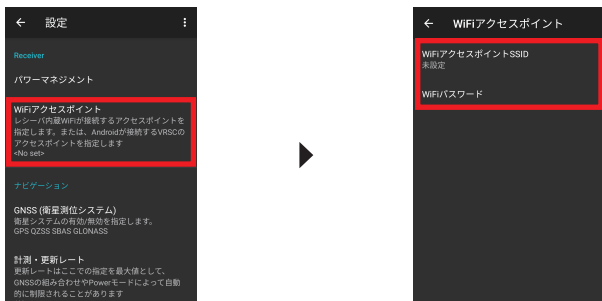 設定
Receiver
パワーマネジメント
WiFiアクセスポイント
レシーバ内蔵WiFiが接続するアクセスポイントを
指定します。または、Androidが接続するVRSCの
アクセスポイントを指定します
<No set>
ナビゲーション
GNSS (衛星測位システム)
衛星システムの有効/無効を指定します。
GPS QZSS SBAS GLONASS
計測・更新レート
更新レートはここでの指定を最大値として、
GNSSの組み合わせやPowerモードによって自動
的に制限されることがあります
WiFiアクセスポイント
WiFiアクセスポイントSSID
未設定
WiFiパスワード